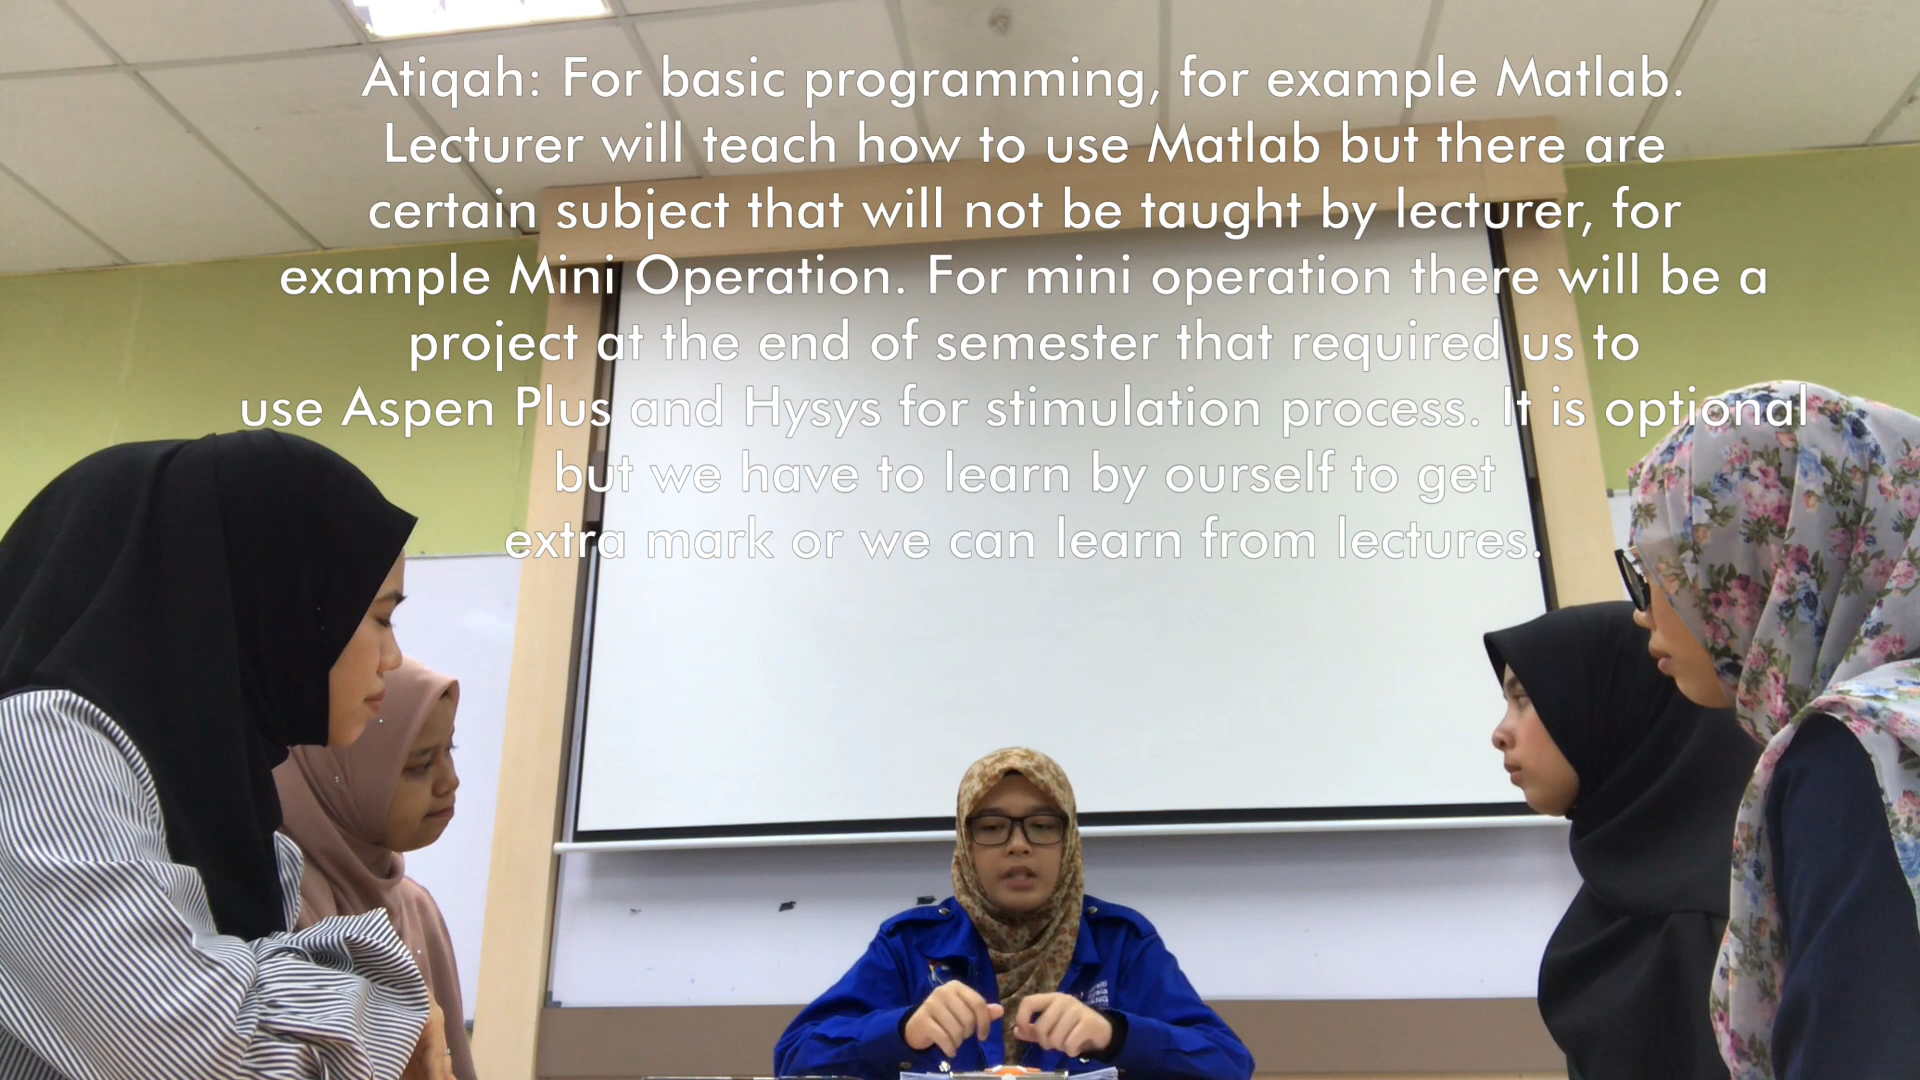 Atiqah: For basic programming, for example Matlab.
Lecturer will teach how to use Matlab but there are
certain subject that will not be taught by lecturer, for
example Mini Operation. For mini operation there will be a
project at the end of semester that required us to
use Aspen Plus and Hysys for stimulation process. It is optional
but we have to learn by ourself to get
extra mark or we can learn from lectures.